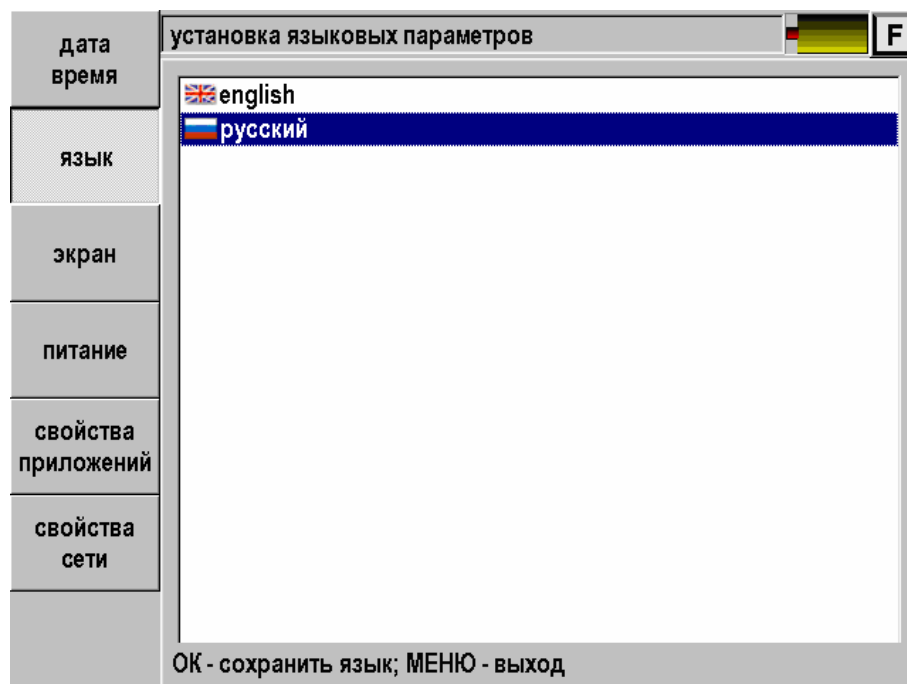 дата
время
язык
экран
питание
свойства
приложений
свойства
сети
установка языковых параметров
F
english
русский
ОК - сохранить язык; МЕНЮ - выход